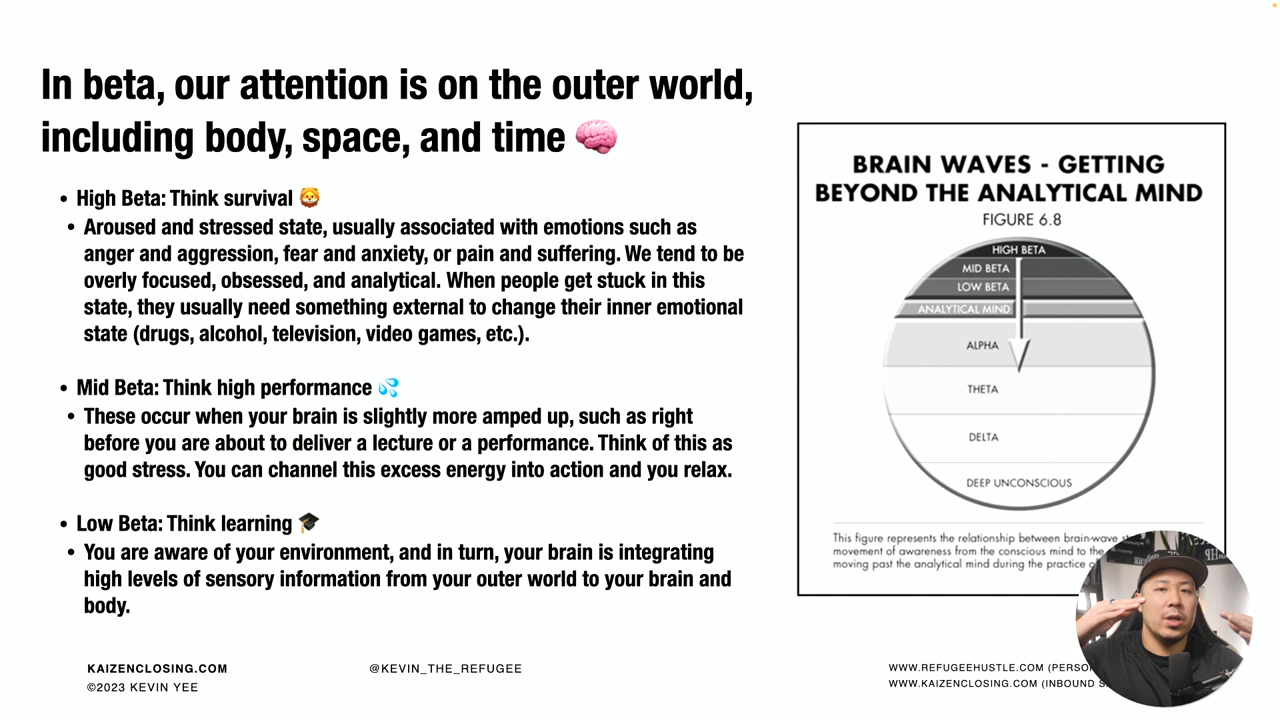 In beta, our attention is on the outer world,
including body, space, and time 🧠
• High Beta: Think survival 🦁
• Aroused and stressed state, usually associated with emotions such as
anger and aggression, fear and anxiety, or pain and suffering. We tend to be
overly focused, obsessed, and analytical. When people get stuck in this
state, they usually need something external to change their inner emotional
state (drugs, alcohol, television, video games, etc.).
• Mid Beta: Think high performance 💦
• These occur when your brain is slightly more amped up, such as right
before you are about to deliver a lecture or a performance. Think of this as
good stress. You can channel this excess energy into action and you relax.
• Low Beta: Think learning 🎓
• You are aware of your environment, and in turn, your brain is integrating
high levels of sensory information from your outer world to your brain and
body.
BRAIN WAVES - GETTING
BEYOND THE ANALYTICAL MIND
FIGURE 6.8
HIGH BETA
MID BETA
LOW BETA
ANALYTICAL MIND
ALPHA
THETA
DELTA
DEEP UNCONSCIOUS
This figure represents the relationship between brain-wave
movement of awareness from the conscious mind to the
moving past the analytical mind during the practice
KAIZENCLOSING.COM
©2023 KEVIN YEE
@KEVIN_THE_REFUGEE
WWW.REFUGEEHUSTLE.COM
WWW.KAIZENCLOSING.COM (INBOUND